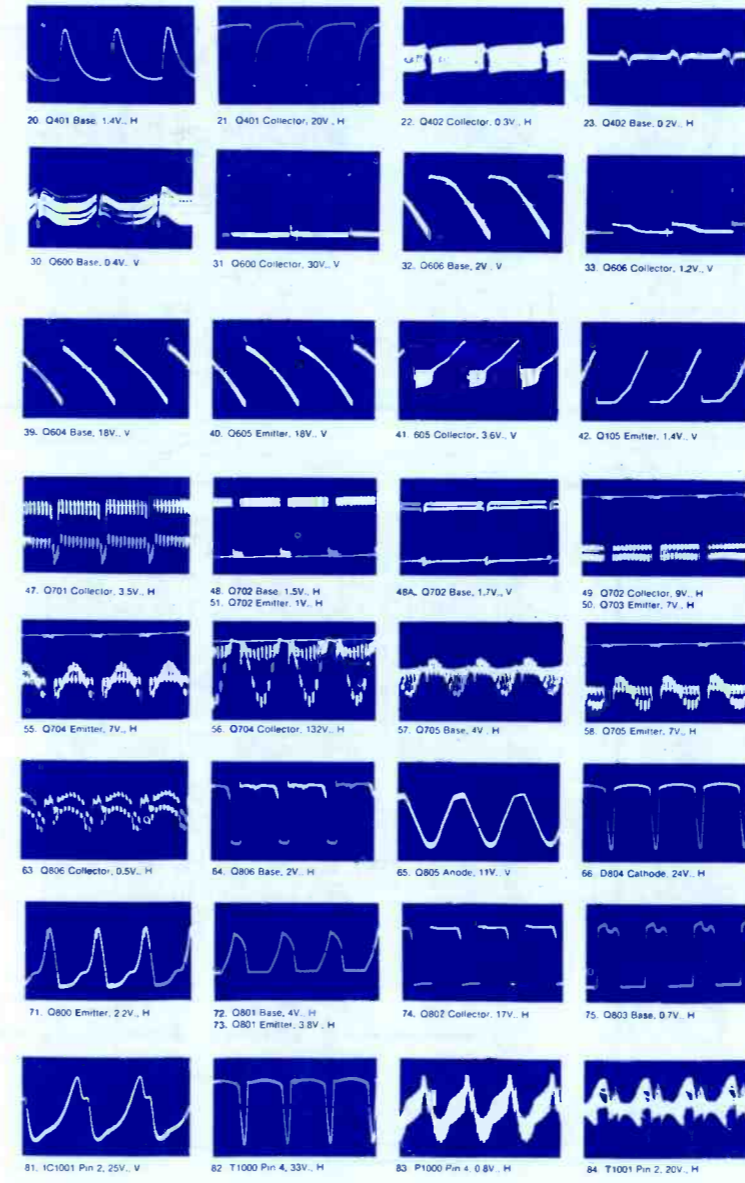 20. Q401 Base, 1.4V., H
21. Q401 Collector, 20V., H
22. Q402 Collector, 0.3V., H
23. Q402 Base, 0.2V., H
30. Q600 Base, 0.4V., V
31. Q600 Collector, 30V., V
32. Q606 Base, 2V., V
33. Q606 Collector, 1.2V., V
39. Q604 Base, 18V., V
40. Q605 Emitter, 18V., V
41. 605 Collector, 3.6V., V
42. Q105 Emitter, 1.4V., V
47. Q701 Collector, 3.5V., H
48. Q702 Base, 1.5V., H
51. Q702 Emitter, 1V., H
48A. Q702 Base, 1.7V., V
49. Q702 Collector, 9V., H
50. Q703 Emitter, 7V., H
55. Q704 Emitter, 7V., H
56. Q704 Collector, 132V., H
57. Q705 Base, 4V., H
58. Q705 Emitter, 7V., H
63. Q806 Collector, 0.5V., H
64. Q806 Base, 2V., H
65. Q805 Anode, 11V., V
66. D804 Cathode, 24V., H
71. Q800 Emitter, 2.2V., H
72. Q801 Base, 4V., H
73. Q801 Emitter, 3.8V., H
74. Q802 Collector, 17V., H
75. Q803 Base, 0.7V., H
81. IC1001 Pin 2, 25V., V
82. T1000 Pin 4, 33V., H
83. P1000 Pin 4, 0.8V., H
84. T1001 Pin 2, 20V., H